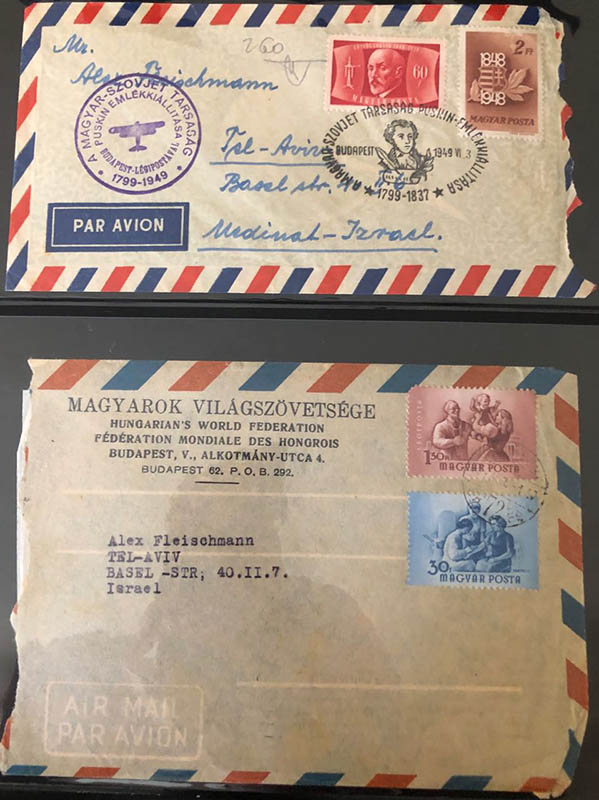 Mr.
Alex Fleischmann
Tel-Aviv
Basel str. 40
Medinat-Izrael.
260
A MAGYAR-SZOVJET TÁRSASÁG
PUSKIN EMLÉKKIÁLLÍTÁSA
BUDAPEST-LÉGIPOSTÁVAL
1799-1949
PAR AVION
60
2 Ft
1848
1948
MAGYAR POSTA
A MAGYAR-SZOVJET TÁRSASÁG PUSKIN-EMLÉKKIÁLLÍTÁSA
BUDAPEST
1949 VI. 3
1799-1837
MAGYAROK VILÁGSZÖVETSÉGE
HUNGARIAN'S WORLD FEDERATION
FÉDÉRATION MONDIALE DES HONGROIS
BUDAPEST, V., ALKOTMÁNY-UTCA 4.
BUDAPEST 62. P. O. B. 292.
1.30 Ft
MAGYAR POSTA
30f
MAGYAR POSTA
Alex Fleischmann
TEL-AVIV
BASEL -STR; 40.II.7.
Israel
AIR MAIL
PAR AVION